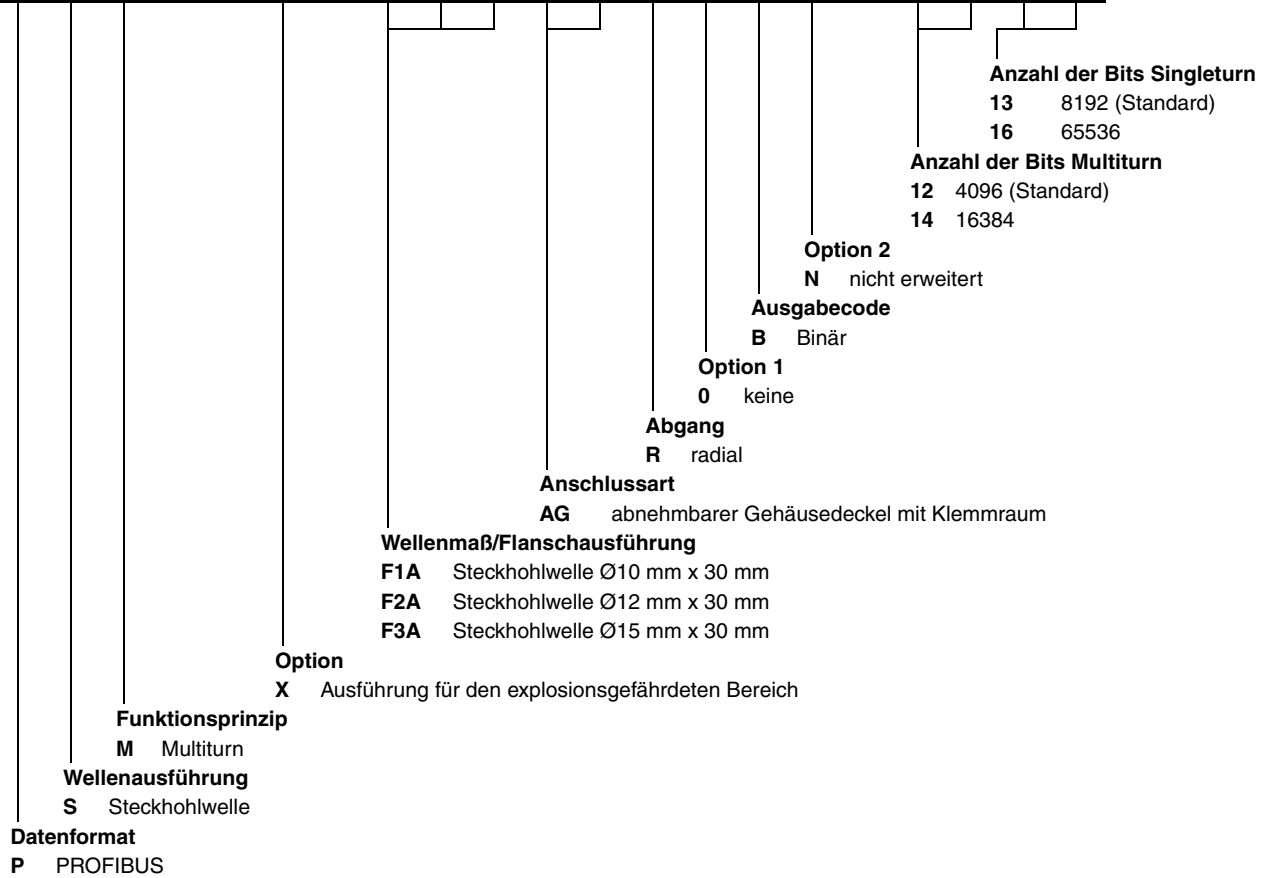 Anzahl der Bits Singleturn
13 8192 (Standard)
16 65536
Anzahl der Bits Multiturn
12 4096 (Standard)
14 16384
Option 2
N nicht erweitert
Ausgabecode
B Binär
Option 1
0 keine
Abgang
R radial
Anschlussart
AG abnehmbarer Gehäusedeckel mit Klemmraum
Wellenmaß/Flanschausführung
F1A Steckhohlwelle Ø10 mm x 30 mm
F2A Steckhohlwelle Ø12 mm x 30 mm
F3A Steckhohlwelle Ø15 mm x 30 mm
Option
X Ausführung für den explosionsgefährdeten Bereich
Funktionsprinzip
M Multiturn
Wellenausführung
S Steckhohlwelle
Datenformat
P PROFIBUS